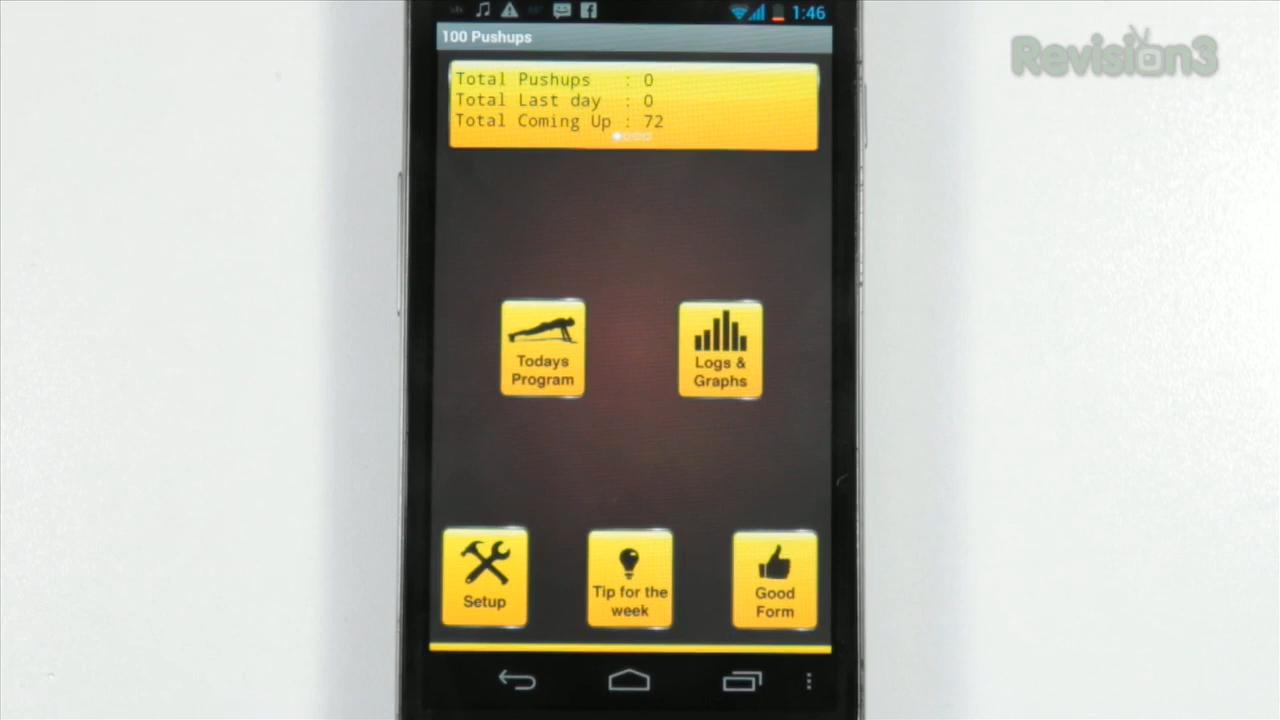 1:46
100 Pushups
Revision3
Total Pushups : 0
Total Last day : 0
Total Coming Up : 72
Todays
Program
Logs &
Graphs
Setup
Tip for the
week
Good
Form